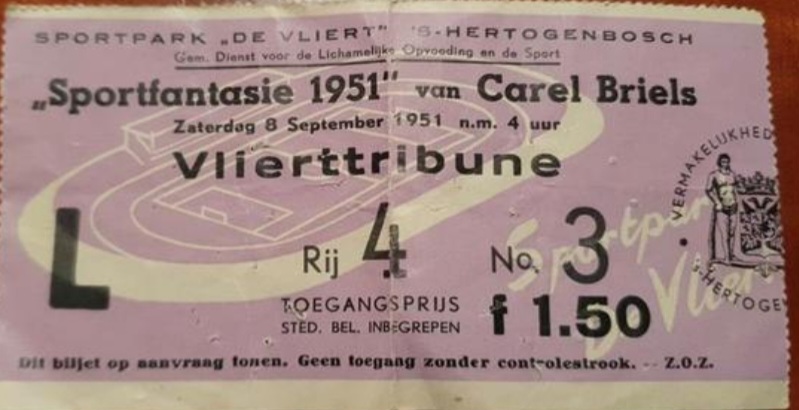 SPORTPARK „DE VLIERT" 'S-HERTOGENBOSCH
Gem. Dienst voor de Lichamelijke Opvoeding en de Sport
„Sportfantasie 1951" van Carel Briels
Zaterdag 8 September 1951 n.m. 4 uur
Vlierttribune
L Rij 4 No. 3
TOEGANGSPRIJS f 1.50
STED. BEL. INBEGREPEN
Dit biljet op aanvraag tonen. Geen toegang zonder controlestrook. -- Z.O.Z.
VERMAKELIJKHED
'S-HERTOGE